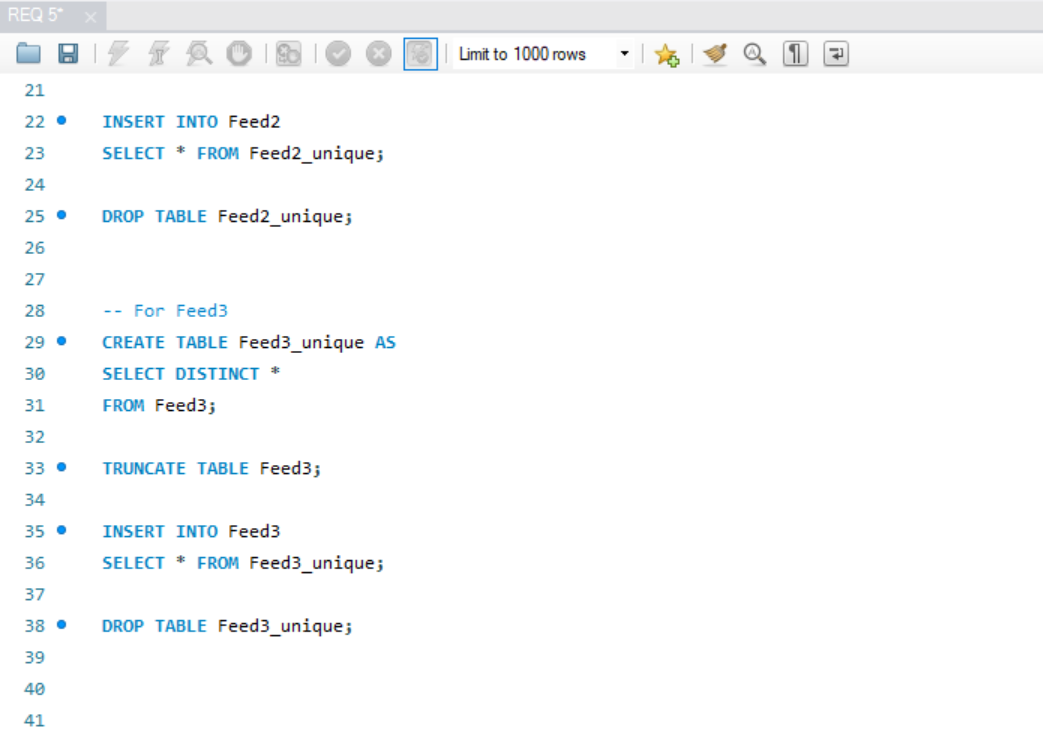 REQ 5*
Limit to 1000 rows
21
22 INSERT INTO Feed2
23 SELECT * FROM Feed2_unique;
24
25 DROP TABLE Feed2_unique;
26
27
28 -- For Feed3
29 CREATE TABLE Feed3_unique AS
30 SELECT DISTINCT *
31 FROM Feed3;
32
33 TRUNCATE TABLE Feed3;
34
35 INSERT INTO Feed3
36 SELECT * FROM Feed3_unique;
37
38 DROP TABLE Feed3_unique;
39
40
41